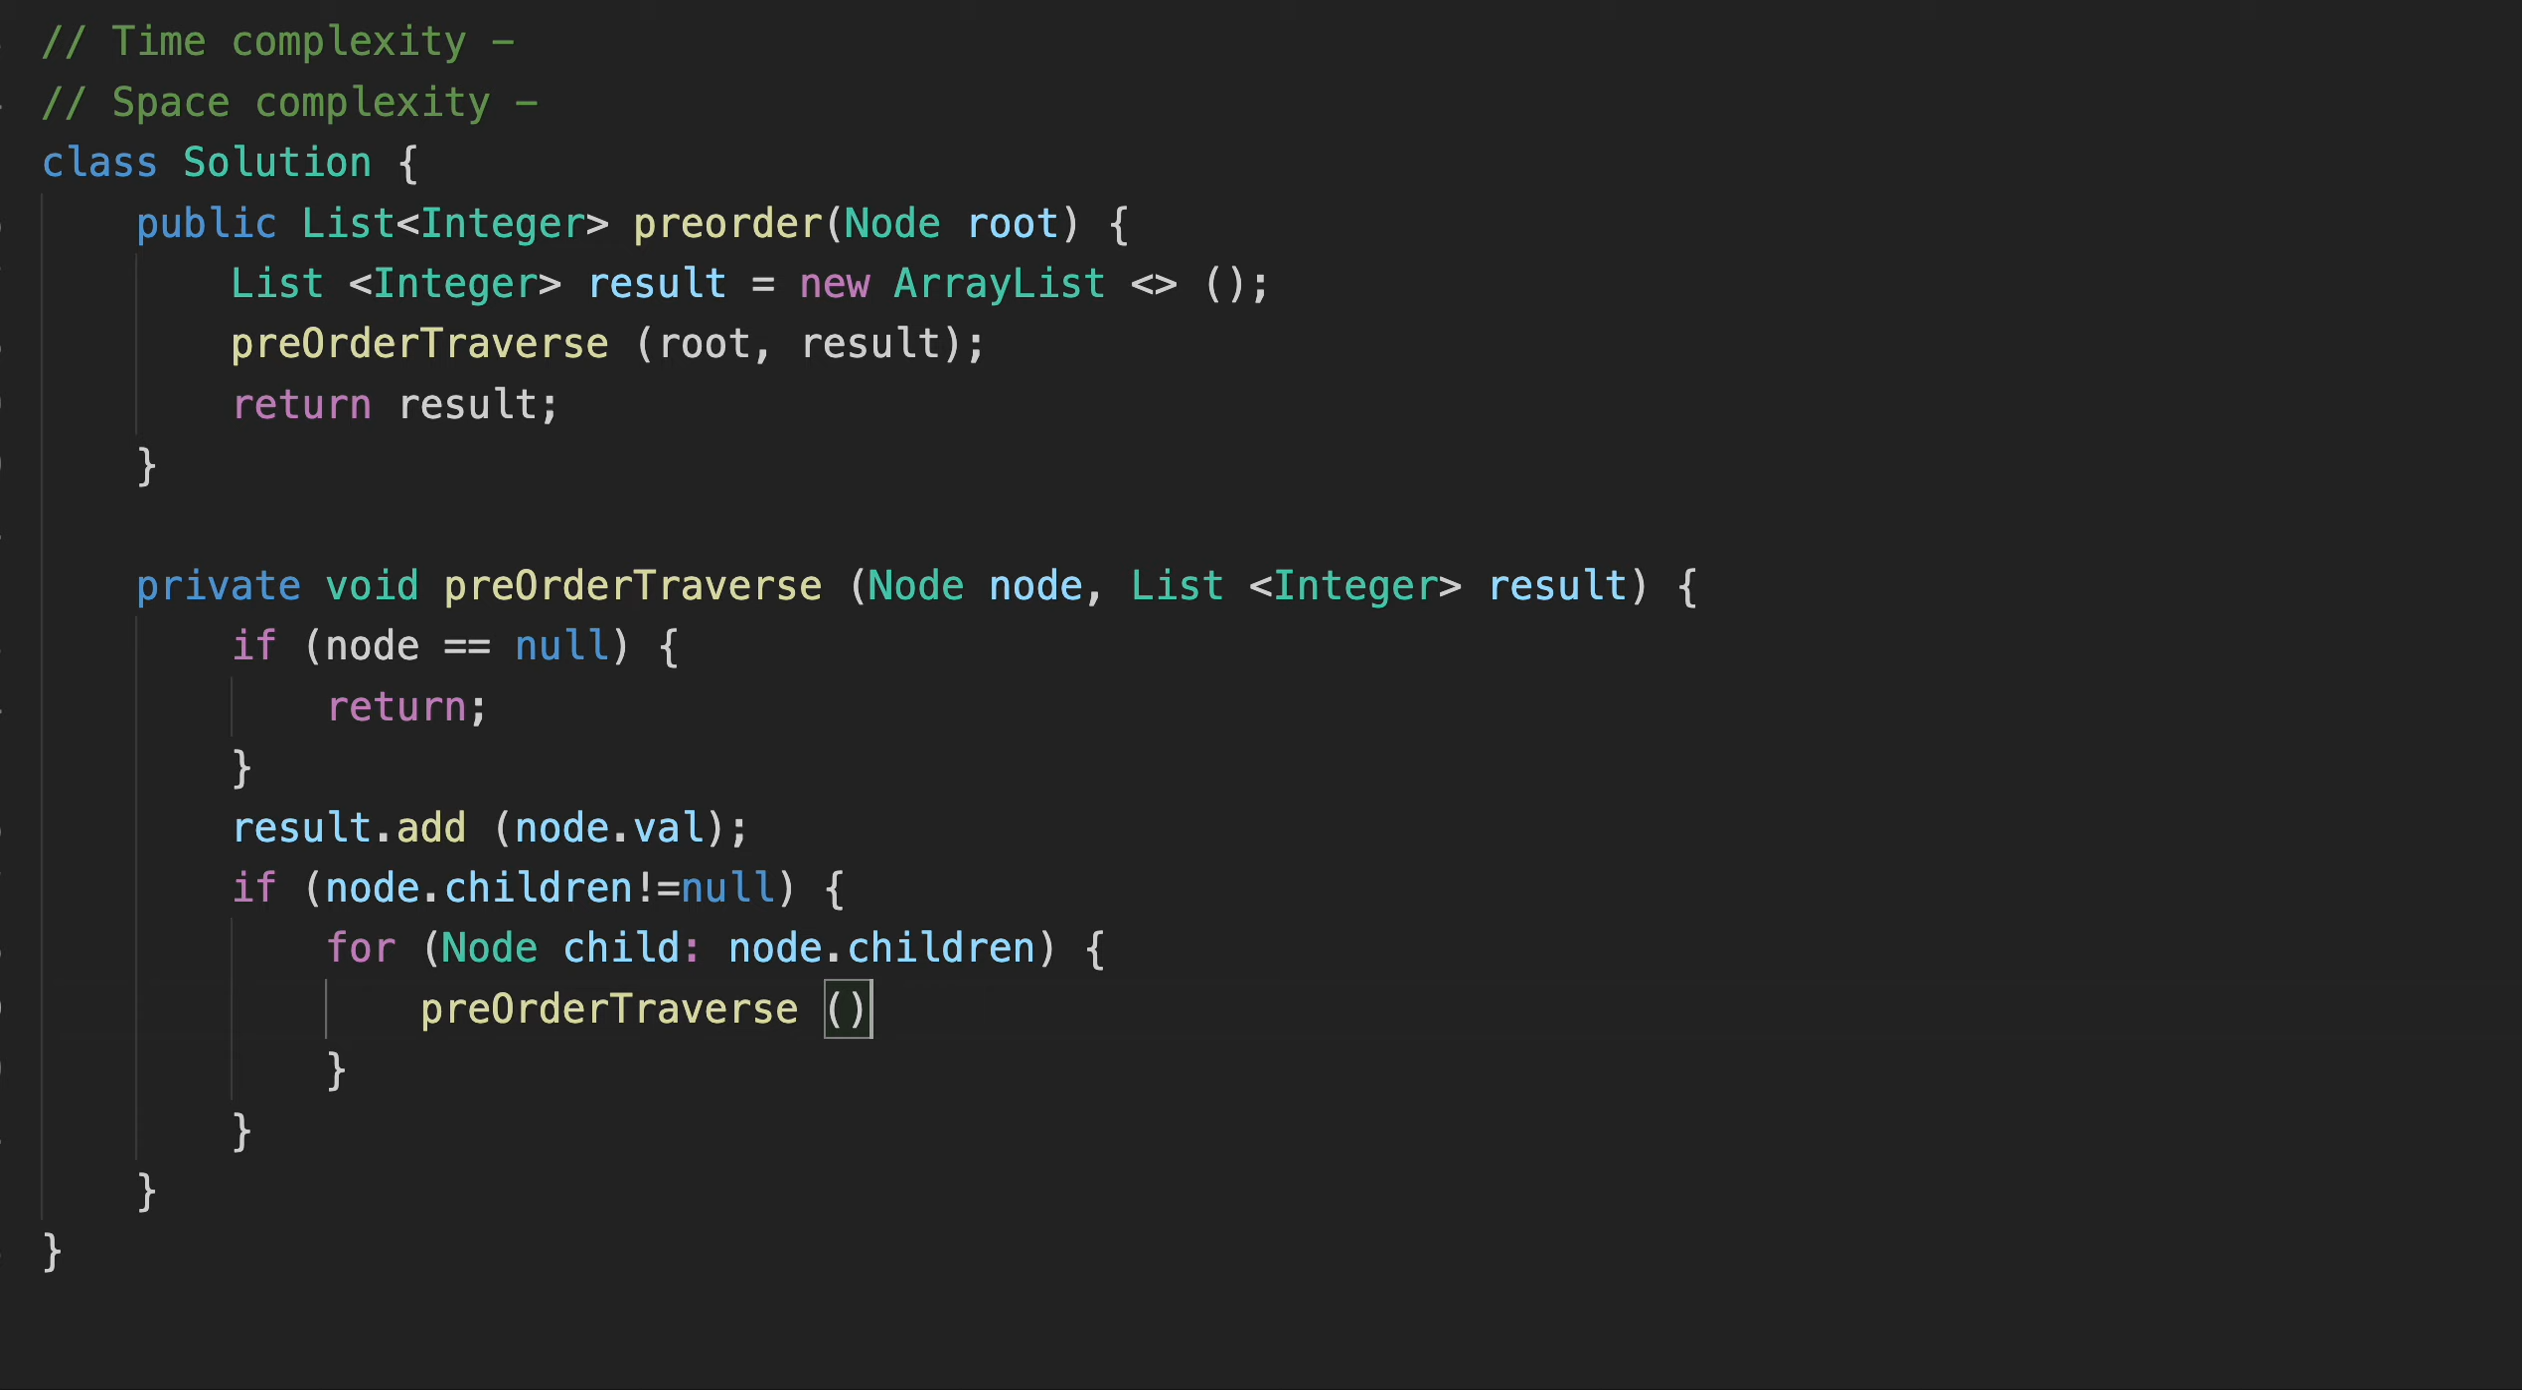 // Time complexity -
// Space complexity -
class Solution {
public List<Integer> preorder(Node root) {
List <Integer> result = new ArrayList <> ();
preOrderTraverse (root, result);
return result;
}
private void preOrderTraverse (Node node, List <Integer> result) {
if (node == null) {
return;
}
result.add (node.val);
if (node.children!=null) {
for (Node child: node.children) {
preOrderTraverse ()
}
}
}
}